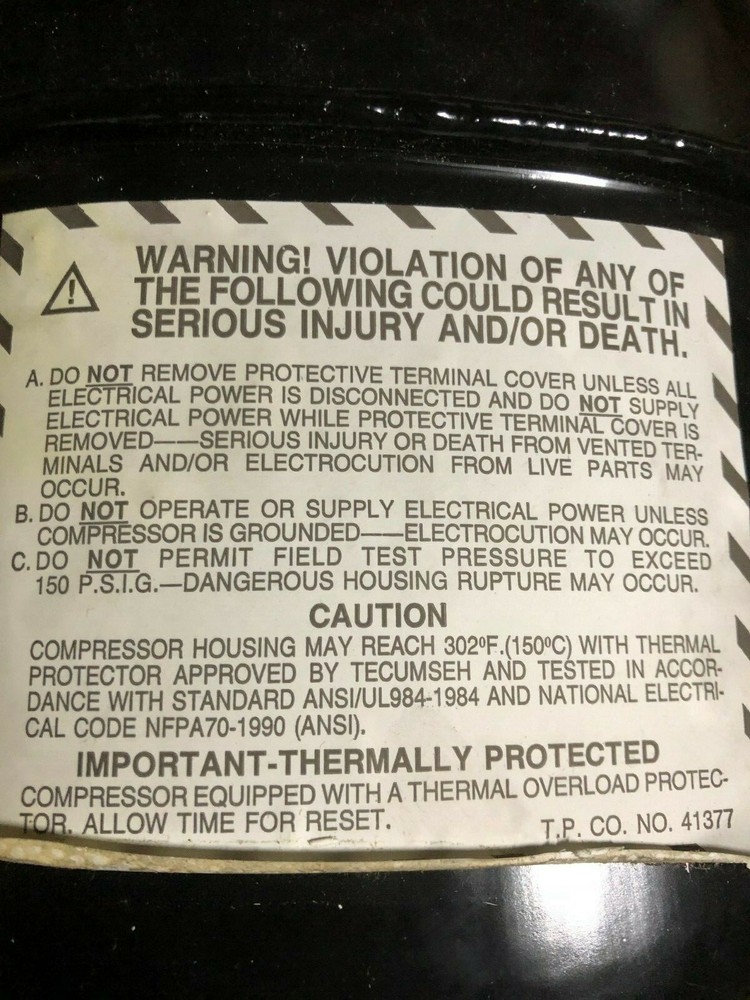 WARNING! VIOLATION OF ANY OF
THE FOLLOWING COULD RESULT IN
SERIOUS INJURY AND/OR DEATH.
A. DO NOT REMOVE PROTECTIVE TERMINAL COVER UNLESS ALL
ELECTRICAL POWER IS DISCONNECTED AND DO NOT SUPPLY
ELECTRICAL POWER WHILE PROTECTIVE TERMINAL COVER IS
REMOVED——SERIOUS INJURY OR DEATH FROM VENTED TER-
MINALS AND/OR ELECTROCUTION FROM LIVE PARTS MAY
OCCUR.
B. DO NOT OPERATE OR SUPPLY ELECTRICAL POWER UNLESS
COMPRESSOR IS GROUNDED——ELECTROCUTION MAY OCCUR.
C. DO NOT PERMIT FIELD TEST PRESSURE TO EXCEED
150 P.S.I.G.—DANGEROUS HOUSING RUPTURE MAY OCCUR.
CAUTION
COMPRESSOR HOUSING MAY REACH 302ºF.(150ºC) WITH THERMAL
PROTECTOR APPROVED BY TECUMSEH AND TESTED IN ACCOR-
DANCE WITH STANDARD ANSI/UL984-1984 AND NATIONAL ELECTRI-
CAL CODE NFPA70-1990 (ANSI).
IMPORTANT-THERMALLY PROTECTED
COMPRESSOR EQUIPPED WITH A THERMAL OVERLOAD PROTEC-
TOR. ALLOW TIME FOR RESET.
T.P. CO. NO. 41377